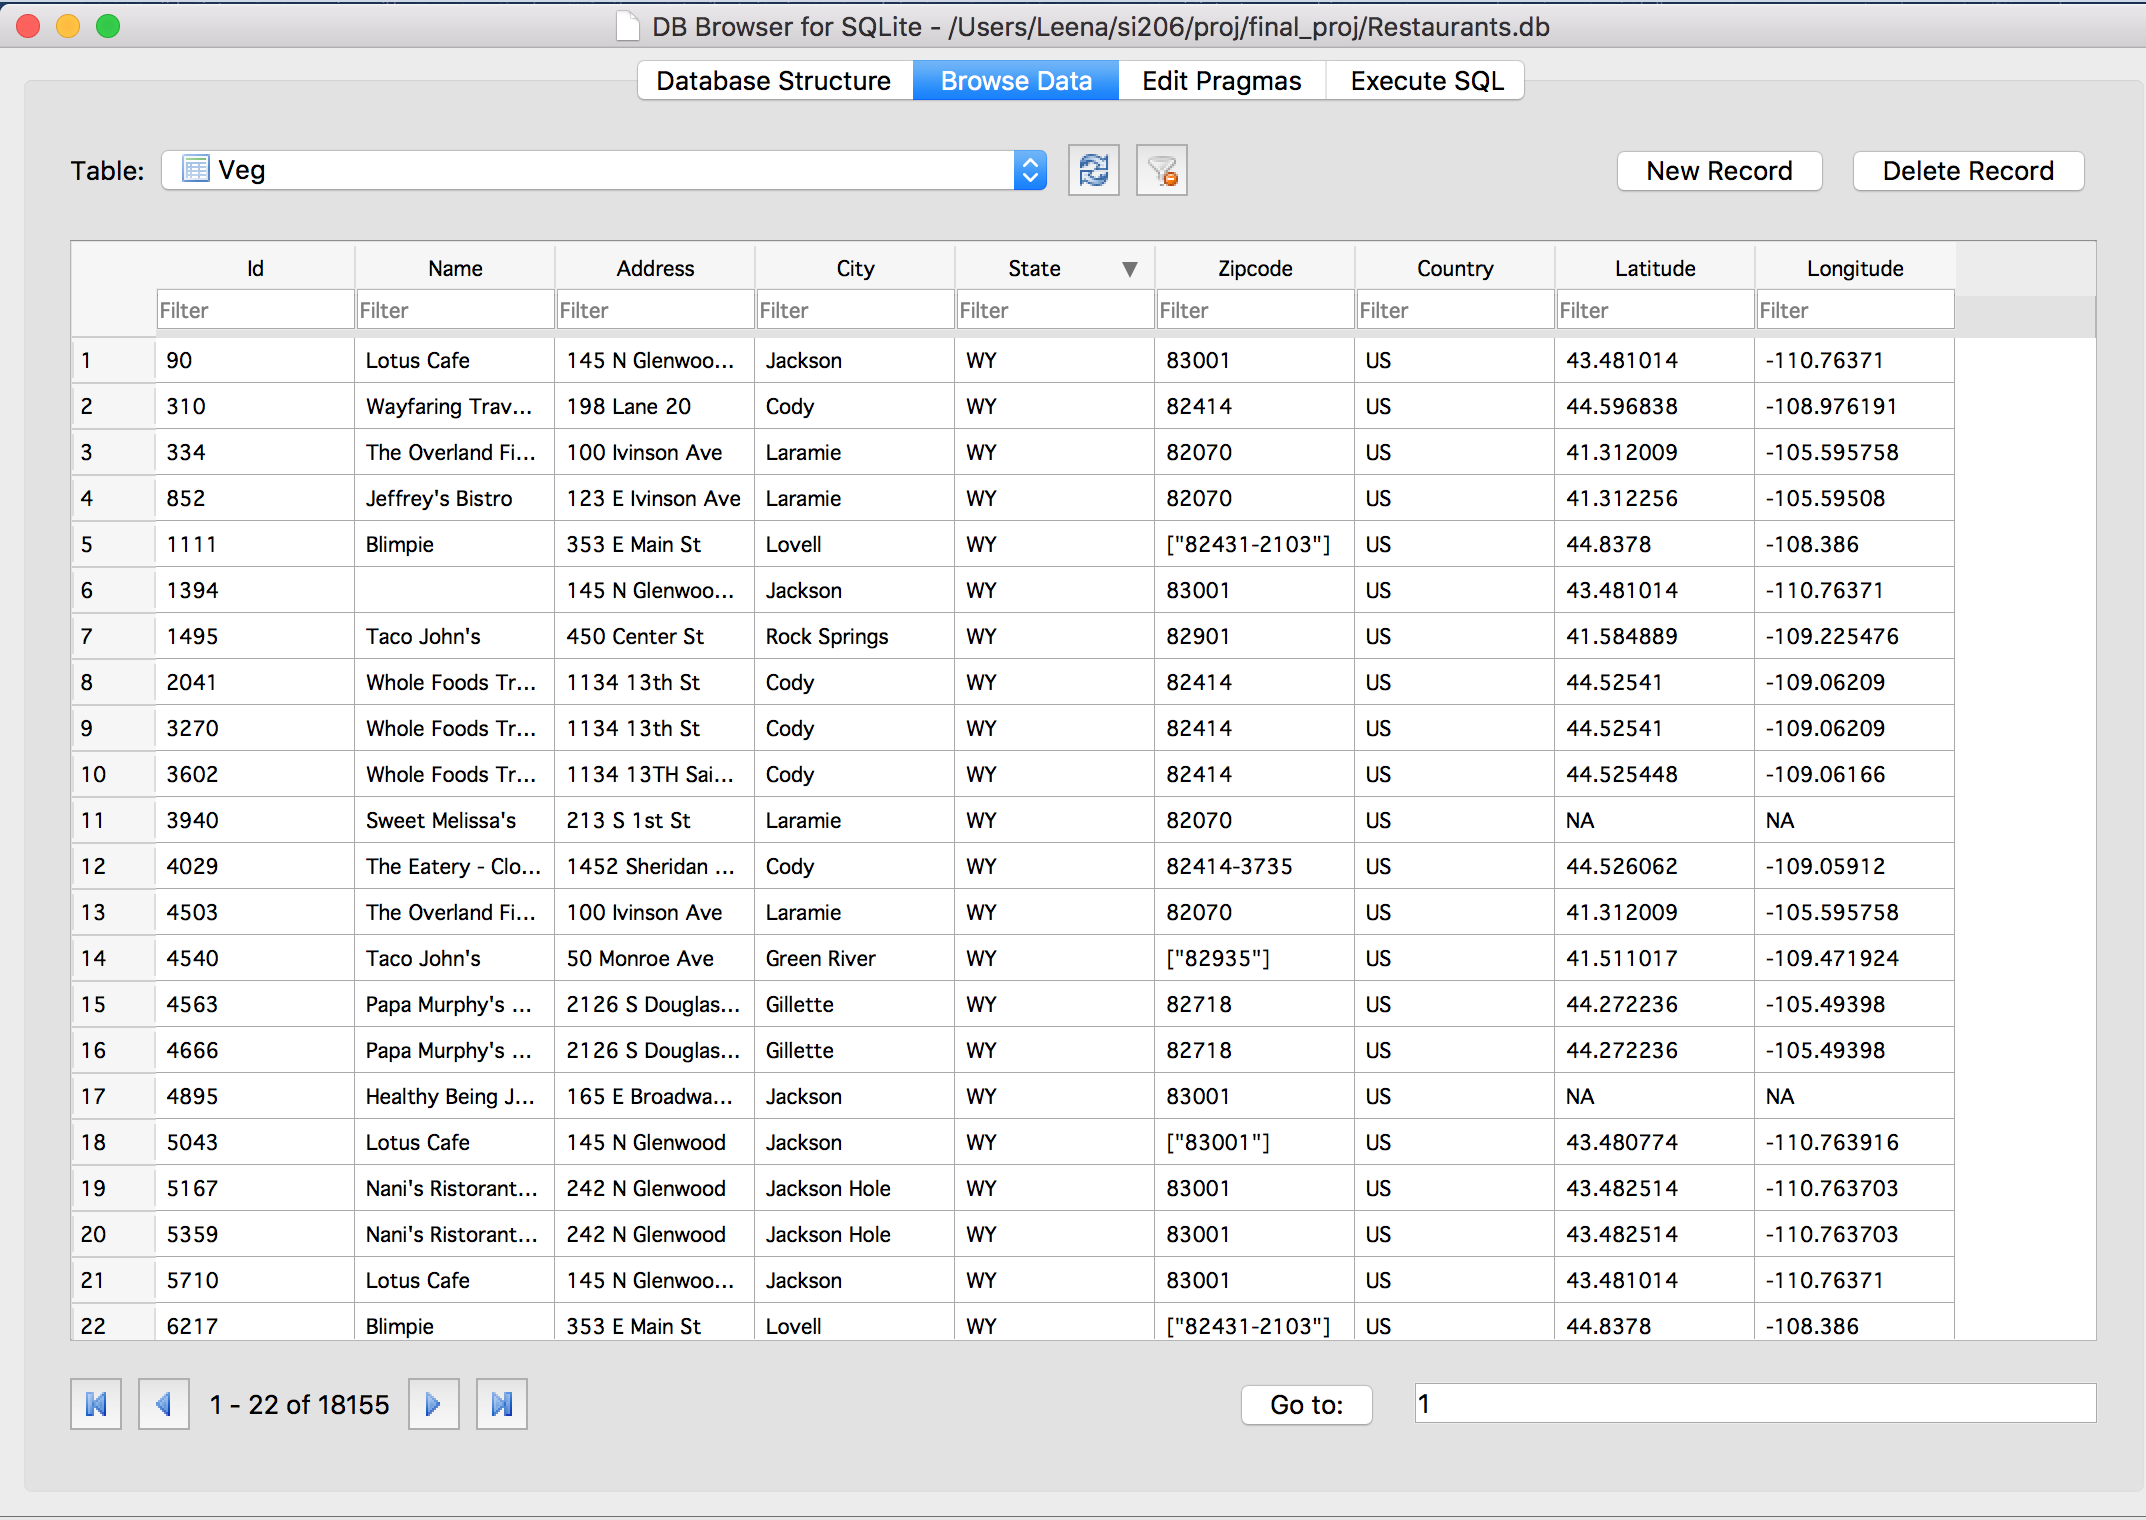 DB Browser for SQLite - /Users/Leena/si206/proj/final_proj/Restaurants.db
Database Structure Browse Data Edit Pragmas Execute SQL
Table: Veg New Record Delete Record
Id Name Address City State Zipcode Country Latitude Longitude
Filter Filter Filter Filter Filter Filter Filter Filter Filter
1 90 Lotus Cafe 145 N Glenwoo... Jackson WY 83001 US 43.481014 -110.76371
2 310 Wayfaring Trav... 198 Lane 20 Cody WY 82414 US 44.596838 -108.976191
3 334 The Overland Fi... 100 Ivinson Ave Laramie WY 82070 US 41.312009 -105.595758
4 852 Jeffrey's Bistro 123 E Ivinson Ave Laramie WY 82070 US 41.312256 -105.59508
5 1111 Blimpie 353 E Main St Lovell WY ["82431-2103"] US 44.8378 -108.386
6 1394 145 N Glenwoo... Jackson WY 83001 US 43.481014 -110.76371
7 1495 Taco John's 450 Center St Rock Springs WY 82901 US 41.584889 -109.225476
8 2041 Whole Foods Tr... 1134 13th St Cody WY 82414 US 44.52541 -109.06209
9 3270 Whole Foods Tr... 1134 13th St Cody WY 82414 US 44.52541 -109.06209
10 3602 Whole Foods Tr... 1134 13TH Sai... Cody WY 82414 US 44.525448 -109.06166
11 3940 Sweet Melissa's 213 S 1st St Laramie WY 82070 US NA NA
12 4029 The Eatery - Clo... 1452 Sheridan ... Cody WY 82414-3735 US 44.526062 -109.05912
13 4503 The Overland Fi... 100 Ivinson Ave Laramie WY 82070 US 41.312009 -105.595758
14 4540 Taco John's 50 Monroe Ave Green River WY ["82935"] US 41.511017 -109.471924
15 4563 Papa Murphy's ... 2126 S Douglas... Gillette WY 82718 US 44.272236 -105.49398
16 4666 Papa Murphy's ... 2126 S Douglas... Gillette WY 82718 US 44.272236 -105.49398
17 4895 Healthy Being J... 165 E Broadwa... Jackson WY 83001 US NA NA
18 5043 Lotus Cafe 145 N Glenwood Jackson WY ["83001"] US 43.480774 -110.763916
19 5167 Nani's Ristorant... 242 N Glenwood Jackson Hole WY 83001 US 43.482514 -110.763703
20 5359 Nani's Ristorant... 242 N Glenwood Jackson Hole WY 83001 US 43.482514 -110.763703
21 5710 Lotus Cafe 145 N Glenwoo... Jackson WY 83001 US 43.481014 -110.76371
22 6217 Blimpie 353 E Main St Lovell WY ["82431-2103"] US 44.8378 -108.386
1 - 22 of 18155 Go to: 1